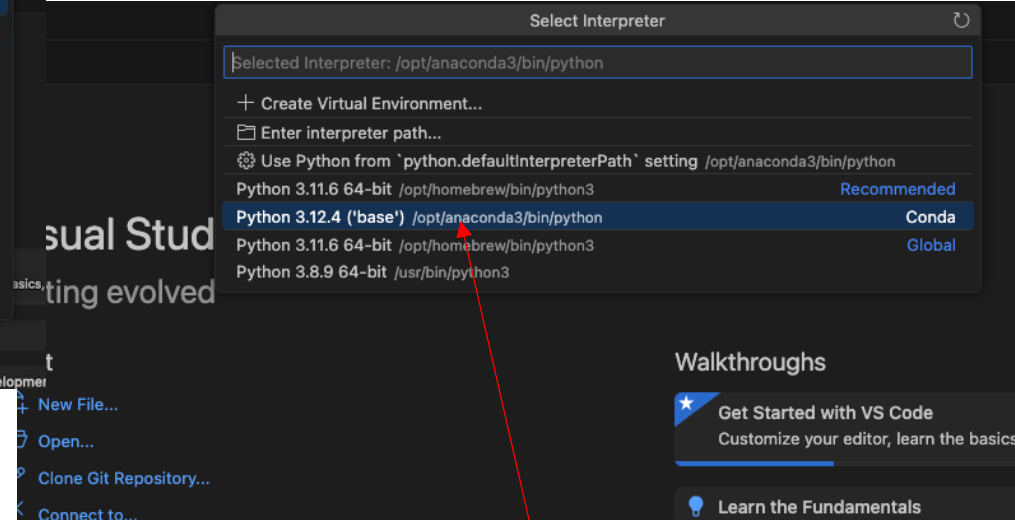 Select Interpreter
Selected Interpreter: /opt/anaconda3/bin/python
Create Virtual Environment...
Enter interpreter path...
Use Python from `python.defaultInterpreterPath` setting /opt/anaconda3/bin/python
Python 3.11.6 64-bit /opt/homebrew/bin/python3 Recommended
Python 3.12.4 ('base') /opt/anaconda3/bin/python Conda
Python 3.11.6 64-bit /opt/homebrew/bin/python3 Global
Python 3.8.9 64-bit /usr/bin/python3
sual Stud
asics,
ting evolved
t
elopmer
New File...
Open...
Clone Git Repository...
Connect to...
Walkthroughs
Get Started with VS Code
Customize your editor, learn the basics
Learn the Fundamentals